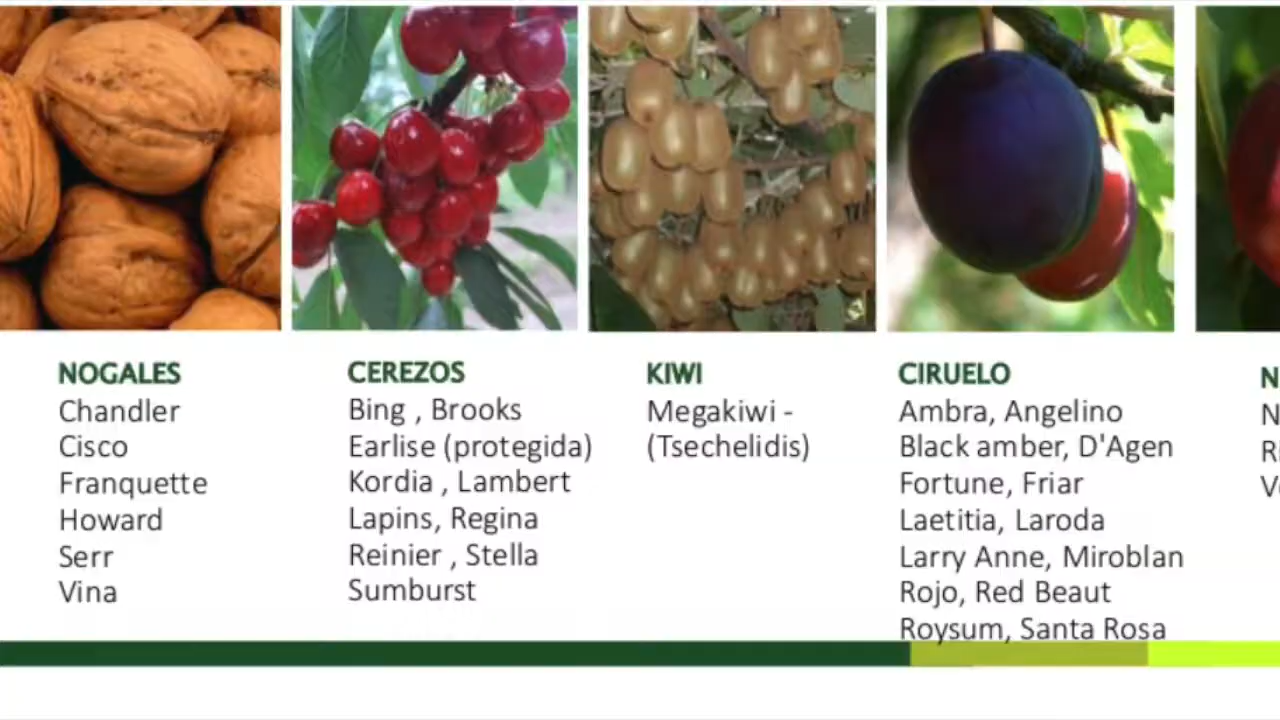 NOGALES
Chandler
Cisco
Franquette
Howard
Serr
Vina
CEREZOS
Bing , Brooks
Earlise (protegida)
Kordia , Lambert
Lapins, Regina
Reinier , Stella
Sumburst
KIWI
Megakiwi -
(Tsechelidis)
CIRUELO
Ambra, Angelino
Black amber, D'Agen
Fortune, Friar
Laetitia, Laroda
Larry Anne, Miroblan
Rojo, Red Beaut
Roysum, Santa Rosa